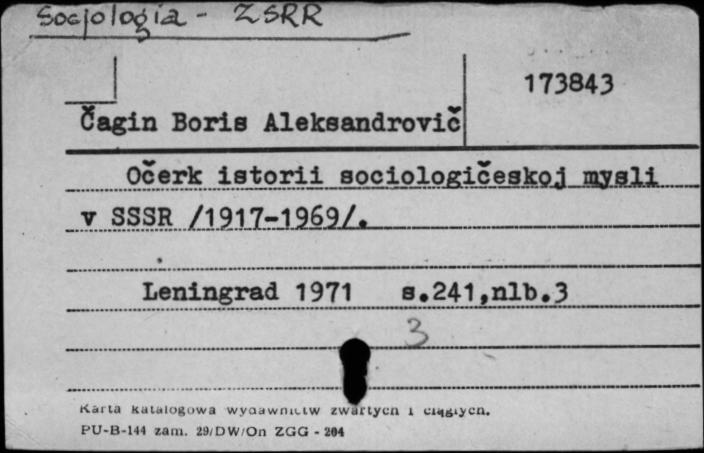 Socjologia - ZSRR
173843
Čagin Boris Aleksandrovič
Očerk istorii sociologičeskoj mysli
v SSSR /1917-1969/.
Leningrad 1971 s.241,nlb.3
3
Karta katalogowa wydawnictw zwartych i ciągłych.
PU-B-144 zam. 29/DW/On ZGG - 204